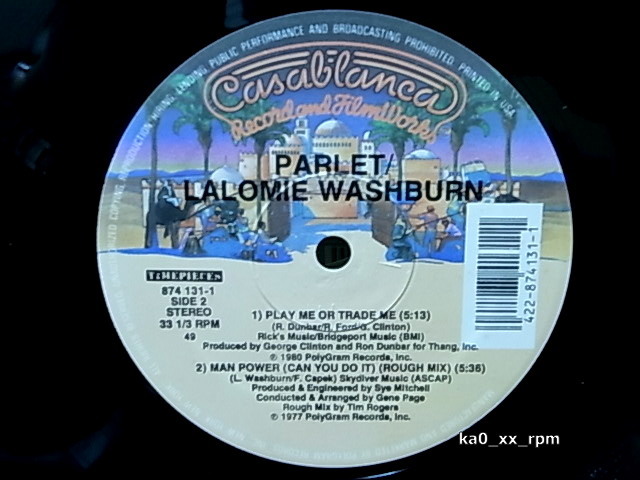 LENDING, PUBLIC PERFORMANCE AND BROADCASTING PROHIBITED. PRINTED IN USA.
Casablanca
Record and FilmWorks
PARLET/
LALOMIE WASHBURN
TIMEPIECES
874 131-1
SIDE 2
STEREO
33 1/3 RPM
49
422-874131-1
1) PLAY ME OR TRADE ME (5:13)
(R. Dunbar/R. Ford/G. Clinton)
Rick's Music/Bridgeport Music (BMI)
Produced by George Clinton and Ron Dunbar for Thang, Inc.
℗ 1980 PolyGram Records, Inc.
2) MAN POWER (CAN YOU DO IT) (ROUGH MIX) (5:36)
(L. Washburn/F. Capek) Skydiver Music (ASCAP)
Produced & Engineered by Sye Mitchell
Conducted & Arranged by Gene Page
Rough Mix by Tim Rogers
℗ 1977 PolyGram Records, Inc.
ka0_xx_rpm